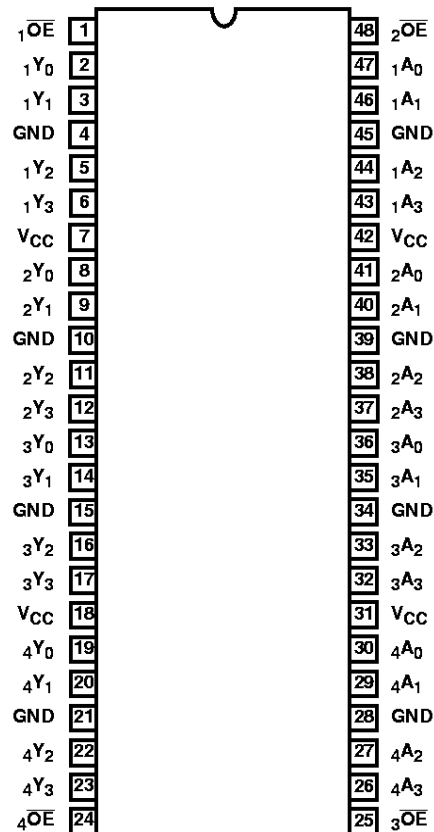 1O̅E̅ 1 48 2O̅E̅
1Y0 2 47 1A0
1Y1 3 46 1A1
GND 4 45 GND
1Y2 5 44 1A2
1Y3 6 43 1A3
VCC 7 42 VCC
2Y0 8 41 2A0
2Y1 9 40 2A1
GND 10 39 GND
2Y2 11 38 2A2
2Y3 12 37 2A3
3Y0 13 36 3A0
3Y1 14 35 3A1
GND 15 34 GND
3Y2 16 33 3A2
3Y3 17 32 3A3
VCC 18 31 VCC
4Y0 19 30 4A0
4Y1 20 29 4A1
GND 21 28 GND
4Y2 22 27 4A2
4Y3 23 26 4A3
4O̅E̅ 24 25 3O̅E̅